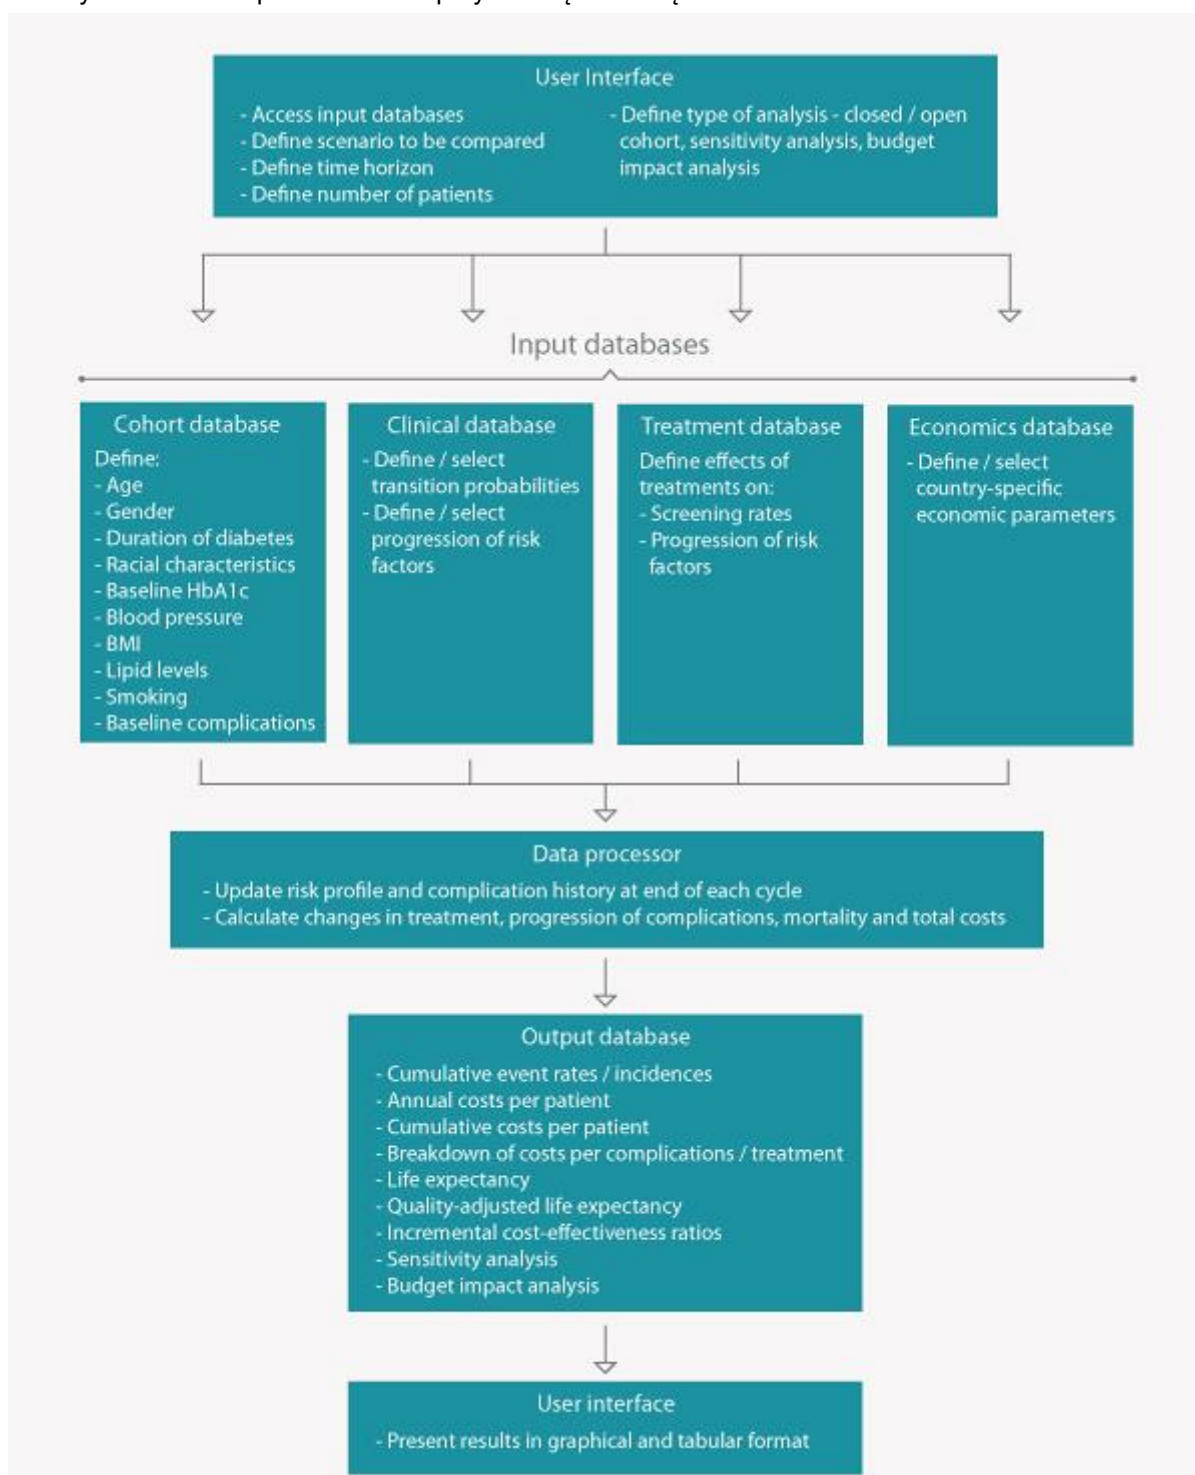 User Interface
- Access input databases
- Define scenario to be compared
- Define time horizon
- Define number of patients
- Define type of analysis - closed / open
cohort, sensitivity analysis, budget
impact analysis
Input databases
Cohort database
Define:
- Age
- Gender
- Duration of diabetes
- Racial characteristics
- Baseline HbA1c
- Blood pressure
- BMI
- Lipid levels
- Smoking
- Baseline complications
Clinical database
- Define / select
transition probabilities
- Define / select
progression of risk
factors
Treatment database
Define effects of
treatments on:
- Screening rates
- Progression of risk
factors
Economics database
- Define / select
country-specific
economic parameters
Data processor
- Update risk profile and complication history at end of each cycle
- Calculate changes in treatment, progression of complications, mortality and total costs
Output database
- Cumulative event rates / incidences
- Annual costs per patient
- Cumulative costs per patient
- Breakdown of costs per complications / treatment
- Life expectancy
- Quality-adjusted life expectancy
- Incremental cost-effectiveness ratios
- Sensitivity analysis
- Budget impact analysis
User interface
- Present results in graphical and tabular format